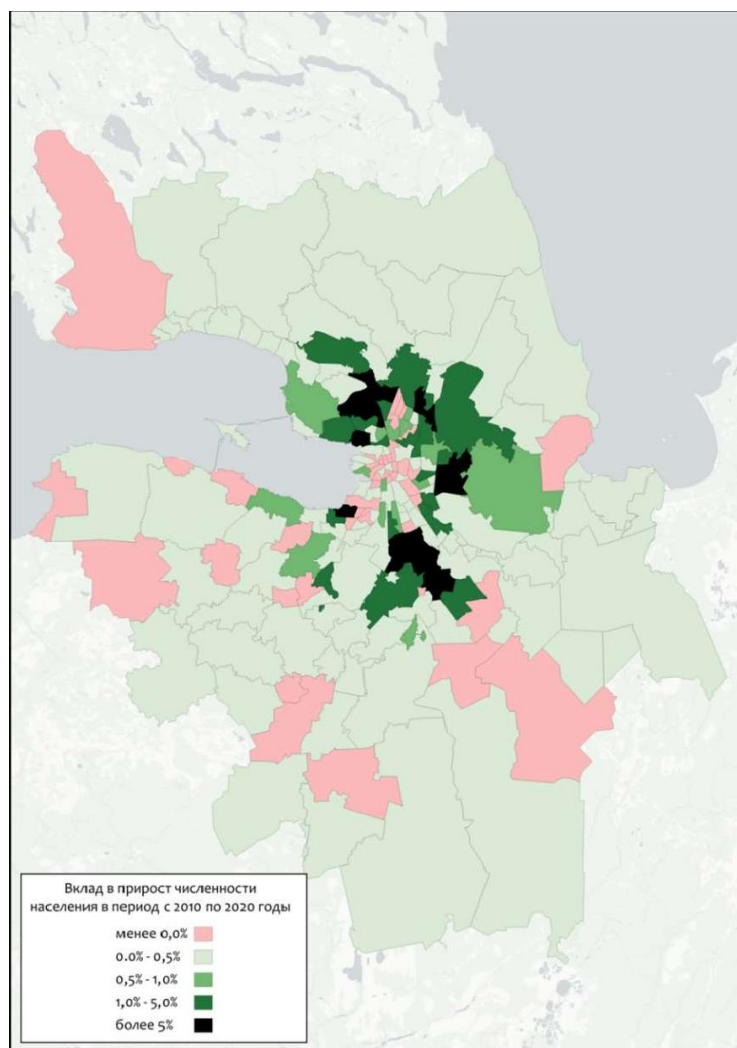 Вклад в прирост численности
населения в период с 2010 по 2020 годы
менее 0,0%
0.0% - 0,5%
0,5% - 1,0%
1,0% - 5,0%
более 5%